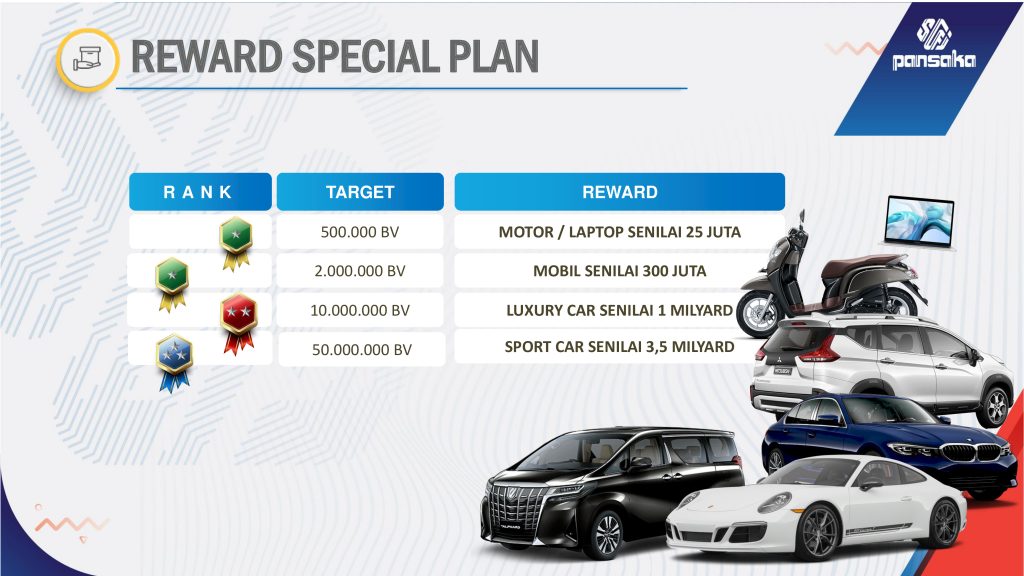 REWARD SPECIAL PLAN
pansaka
RANK TARGET REWARD
500.000 BV MOTOR / LAPTOP SENILAI 25 JUTA
2.000.000 BV MOBIL SENILAI 300 JUTA
10.000.000 BV LUXURY CAR SENILAI 1 MILYARD
50.000.000 BV SPORT CAR SENILAI 3,5 MILYARD
MITSUBISHI
ALPHARD